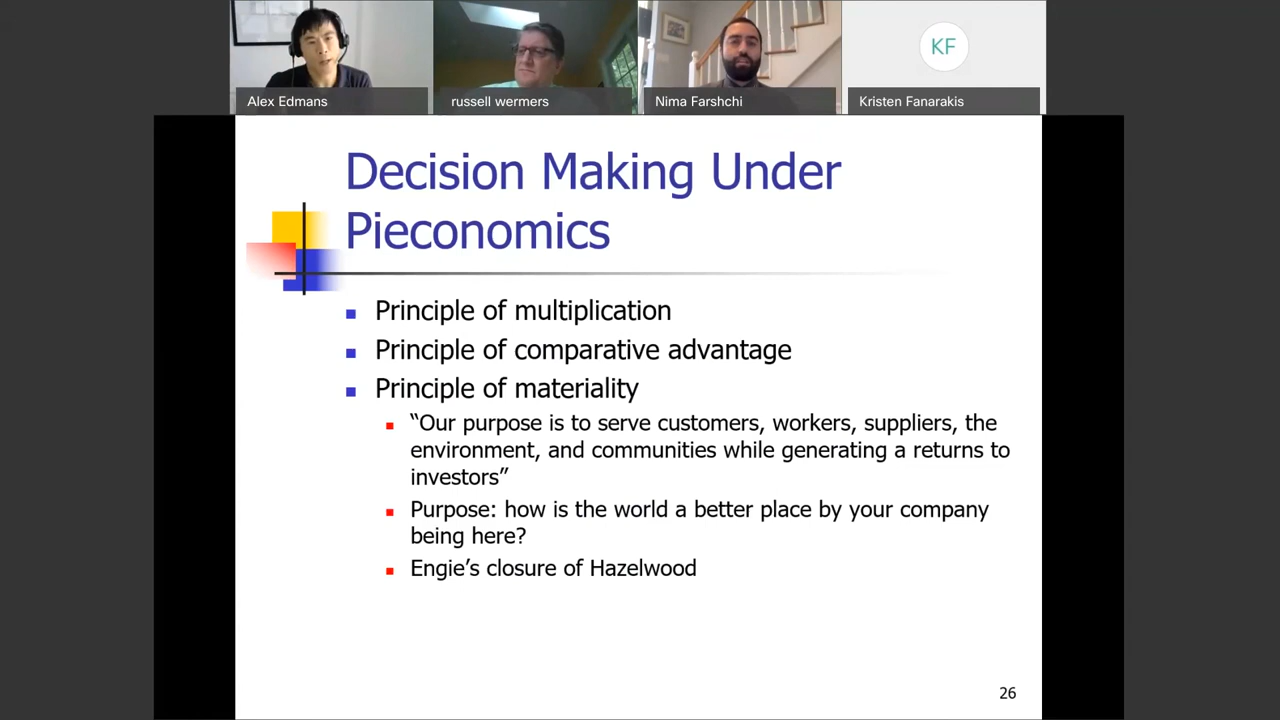 Alex Edmans
russell wermers
Nima Farshchi
KF
Kristen Fanarakis
Decision Making Under
Pieconomics
Principle of multiplication
Principle of comparative advantage
Principle of materiality
“Our purpose is to serve customers, workers, suppliers, the
environment, and communities while generating a returns to
investors”
Purpose: how is the world a better place by your company
being here?
Engie’s closure of Hazelwood
26